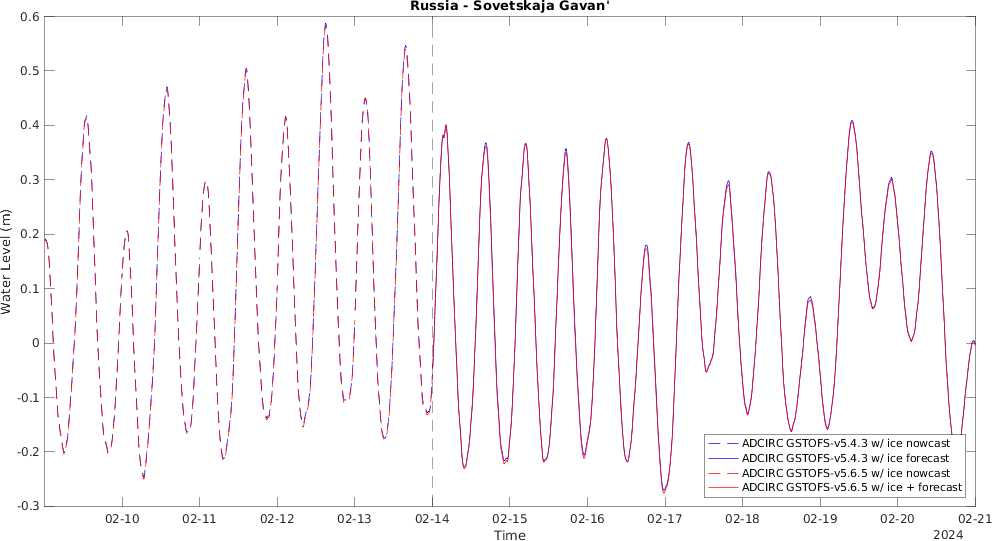 Russia - Sovetskaja Gavan'
0.6
0.5
0.4
0.3
0.2
0.1
0
-0.1
-0.2
-0.3
Water Level (m)
ADCIRC GSTOFS-v5.4.3 w/ ice nowcast
ADCIRC GSTOFS-v5.4.3 w/ ice forecast
ADCIRC GSTOFS-v5.6.5 w/ ice nowcast
ADCIRC GSTOFS-v5.6.5 w/ ice + forecast
02-10 02-11 02-12 02-13 02-14 02-15 02-16 02-17 02-18 02-19 02-20 02-21
Time
2024